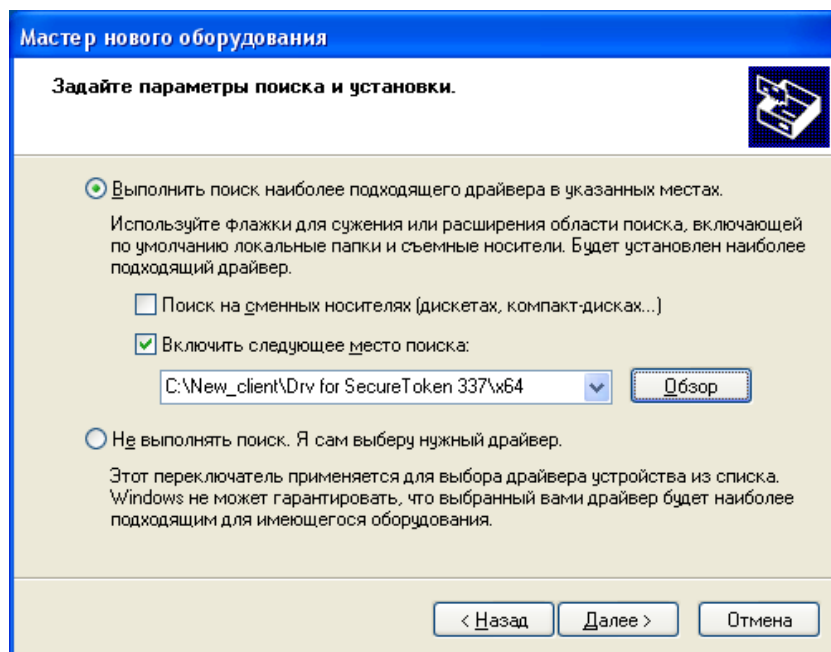 Мастер нового оборудования
Задайте параметры поиска и установки.
Выполнить поиск наиболее подходящего драйвера в указанных местах.
Используйте флажки для сужения или расширения области поиска, включающей
по умолчанию локальные папки и съемные носители. Будет установлен наиболее
подходящий драйвер.
Поиск на сменных носителях (дискетах, компакт-дисках...)
Включить следующее место поиска:
C:\New_client\Drv for SecureToken 337\x64
Обзор
Не выполнять поиск. Я сам выберу нужный драйвер.
Этот переключатель применяется для выбора драйвера устройства из списка.
Windows не может гарантировать, что выбранный вами драйвер будет наиболее
подходящим для имеющегося оборудования.
< Назад Далее > Отмена